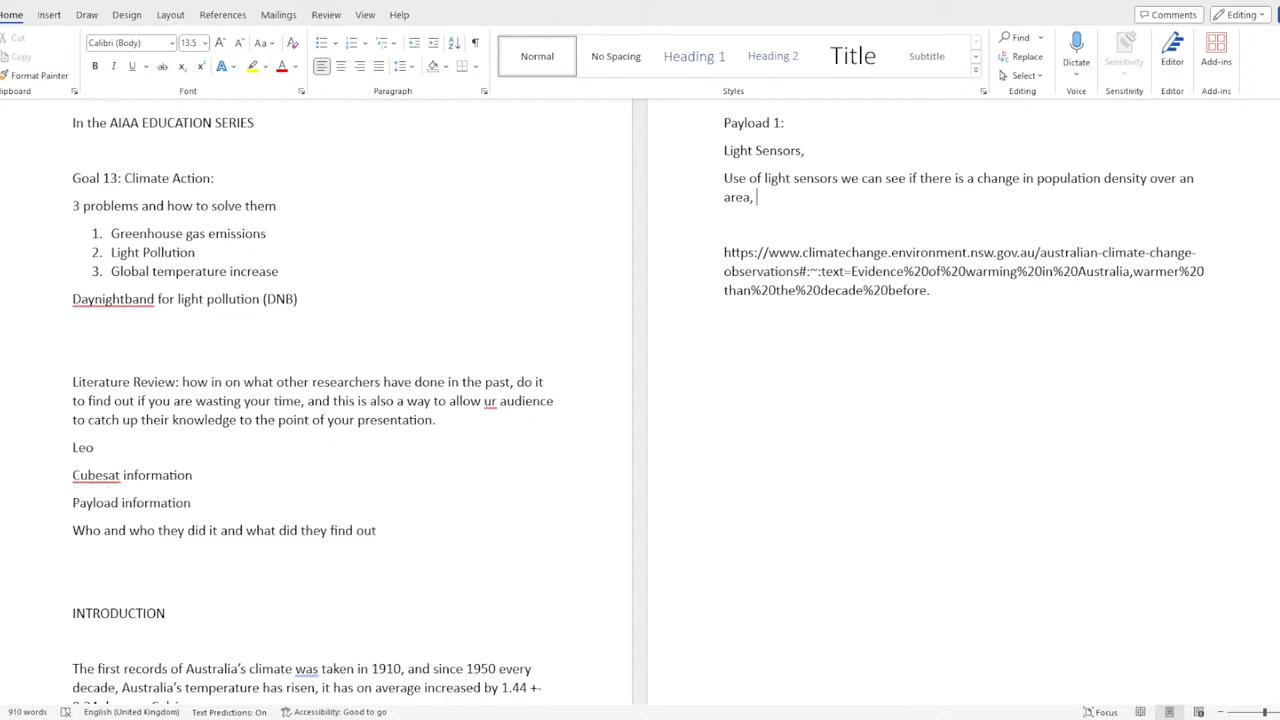 Home Insert Draw Design Layout References Mailings Review View Help Comments Editing
Cut
Copy
Format Painter
Calibri (Body) 13.5
Normal No Spacing Heading 1 Heading 2 Title Subtitle
Find
Replace
Select
Dictate Sensitivity Editor Add-ins
lipboard Font Paragraph Styles Editing Voice Sensitivity Editor Add-ins
In the AIAA EDUCATION SERIES
Goal 13: Climate Action:
3 problems and how to solve them
1. Greenhouse gas emissions
2. Light Pollution
3. Global temperature increase
Daynightband for light pollution (DNB)
Literature Review: how in on what other researchers have done in the past, do it
to find out if you are wasting your time, and this is also a way to allow ur audience
to catch up their knowledge to the point of your presentation.
Leo
Cubesat information
Payload information
Who and who they did it and what did they find out
INTRODUCTION
The first records of Australia’s climate was taken in 1910, and since 1950 every
decade, Australia’s temperature has risen, it has on average increased by 1.44 +-
Payload 1:
Light Sensors,
Use of light sensors we can see if there is a change in population density over an
area,
https://www.climatechange.environment.nsw.gov.au/australian-climate-change-
observations#:~:text=Evidence%20of%20warming%20in%20Australia,warmer%20
than%20the%20decade%20before.
910 words English (United Kingdom) Text Predictions: On Accessibility: Good to go Focus